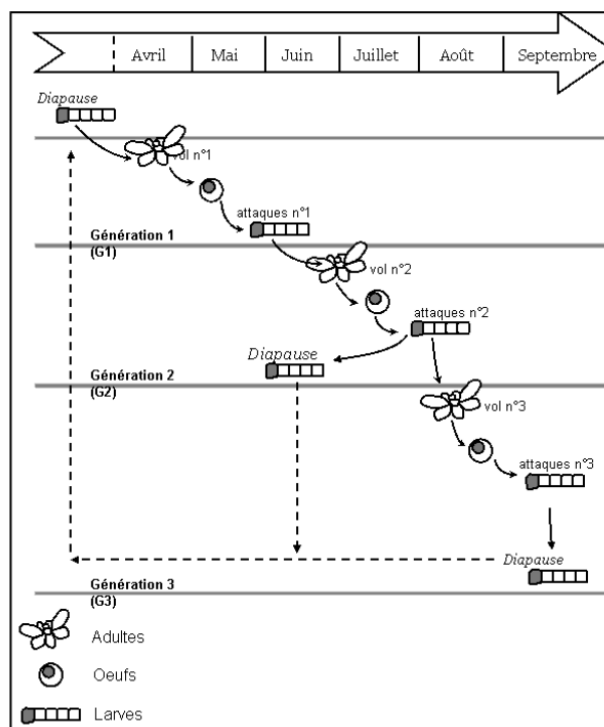 Avril Mai Juin Juillet Août Septembre
Diapause
vol n°1
attaques n°1
Génération 1
(G1)
vol n°2
attaques n°2
Diapause
Génération 2
(G2)
vol n°3
attaques n°3
Diapause
Génération 3
(G3)
Adultes
Oeufs
Larves